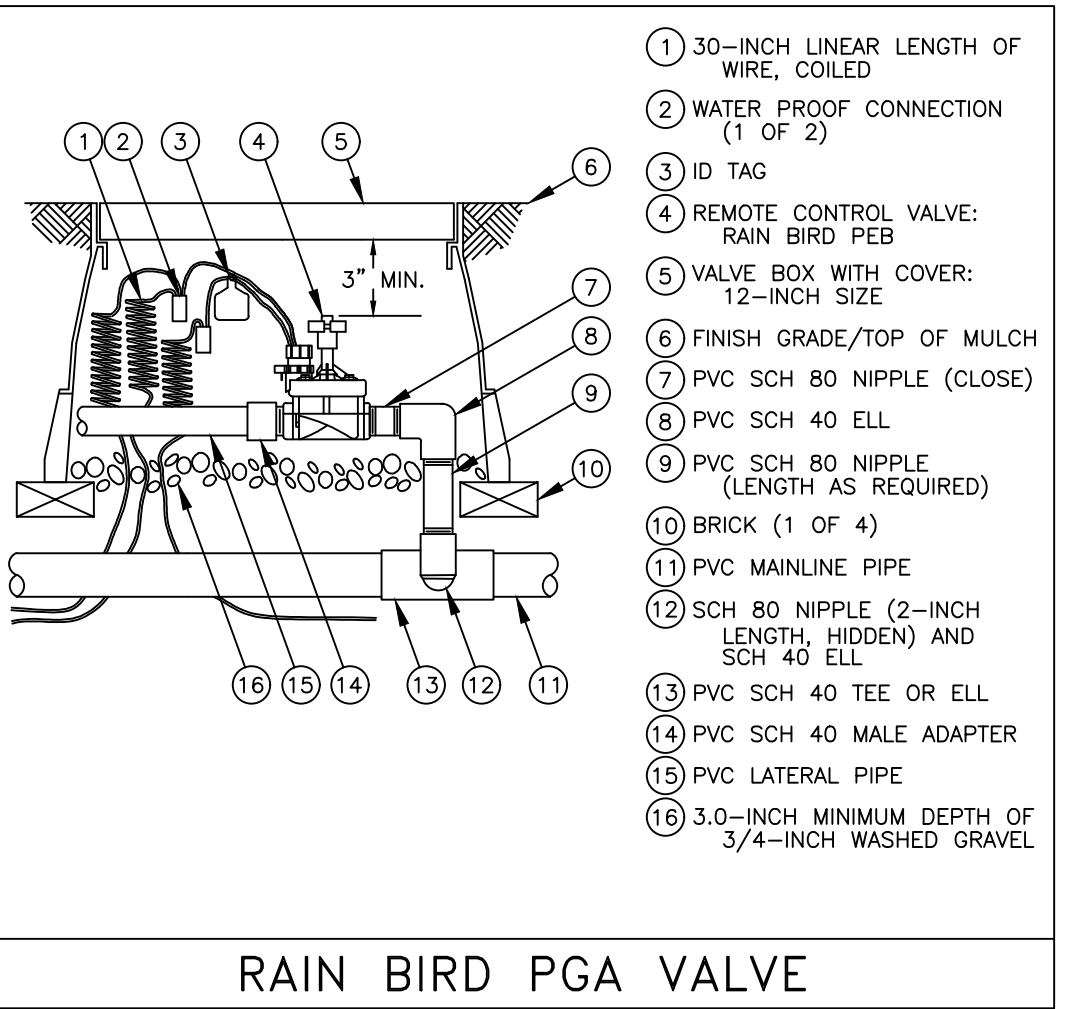 1 30-INCH LINEAR LENGTH OF
WIRE, COILED
2 WATER PROOF CONNECTION
(1 OF 2)
3 ID TAG
4 REMOTE CONTROL VALVE:
RAIN BIRD PEB
5 VALVE BOX WITH COVER:
12-INCH SIZE
6 FINISH GRADE/TOP OF MULCH
7 PVC SCH 80 NIPPLE (CLOSE)
8 PVC SCH 40 ELL
9 PVC SCH 80 NIPPLE
(LENGTH AS REQUIRED)
10 BRICK (1 OF 4)
11 PVC MAINLINE PIPE
12 SCH 80 NIPPLE (2-INCH
LENGTH, HIDDEN) AND
SCH 40 ELL
13 PVC SCH 40 TEE OR ELL
14 PVC SCH 40 MALE ADAPTER
15 PVC LATERAL PIPE
16 3.0-INCH MINIMUM DEPTH OF
3/4-INCH WASHED GRAVEL
1 2 3 4 5
6
3" MIN.
7
8
9
10
16 15 14 13 12 11
RAIN BIRD PGA VALVE